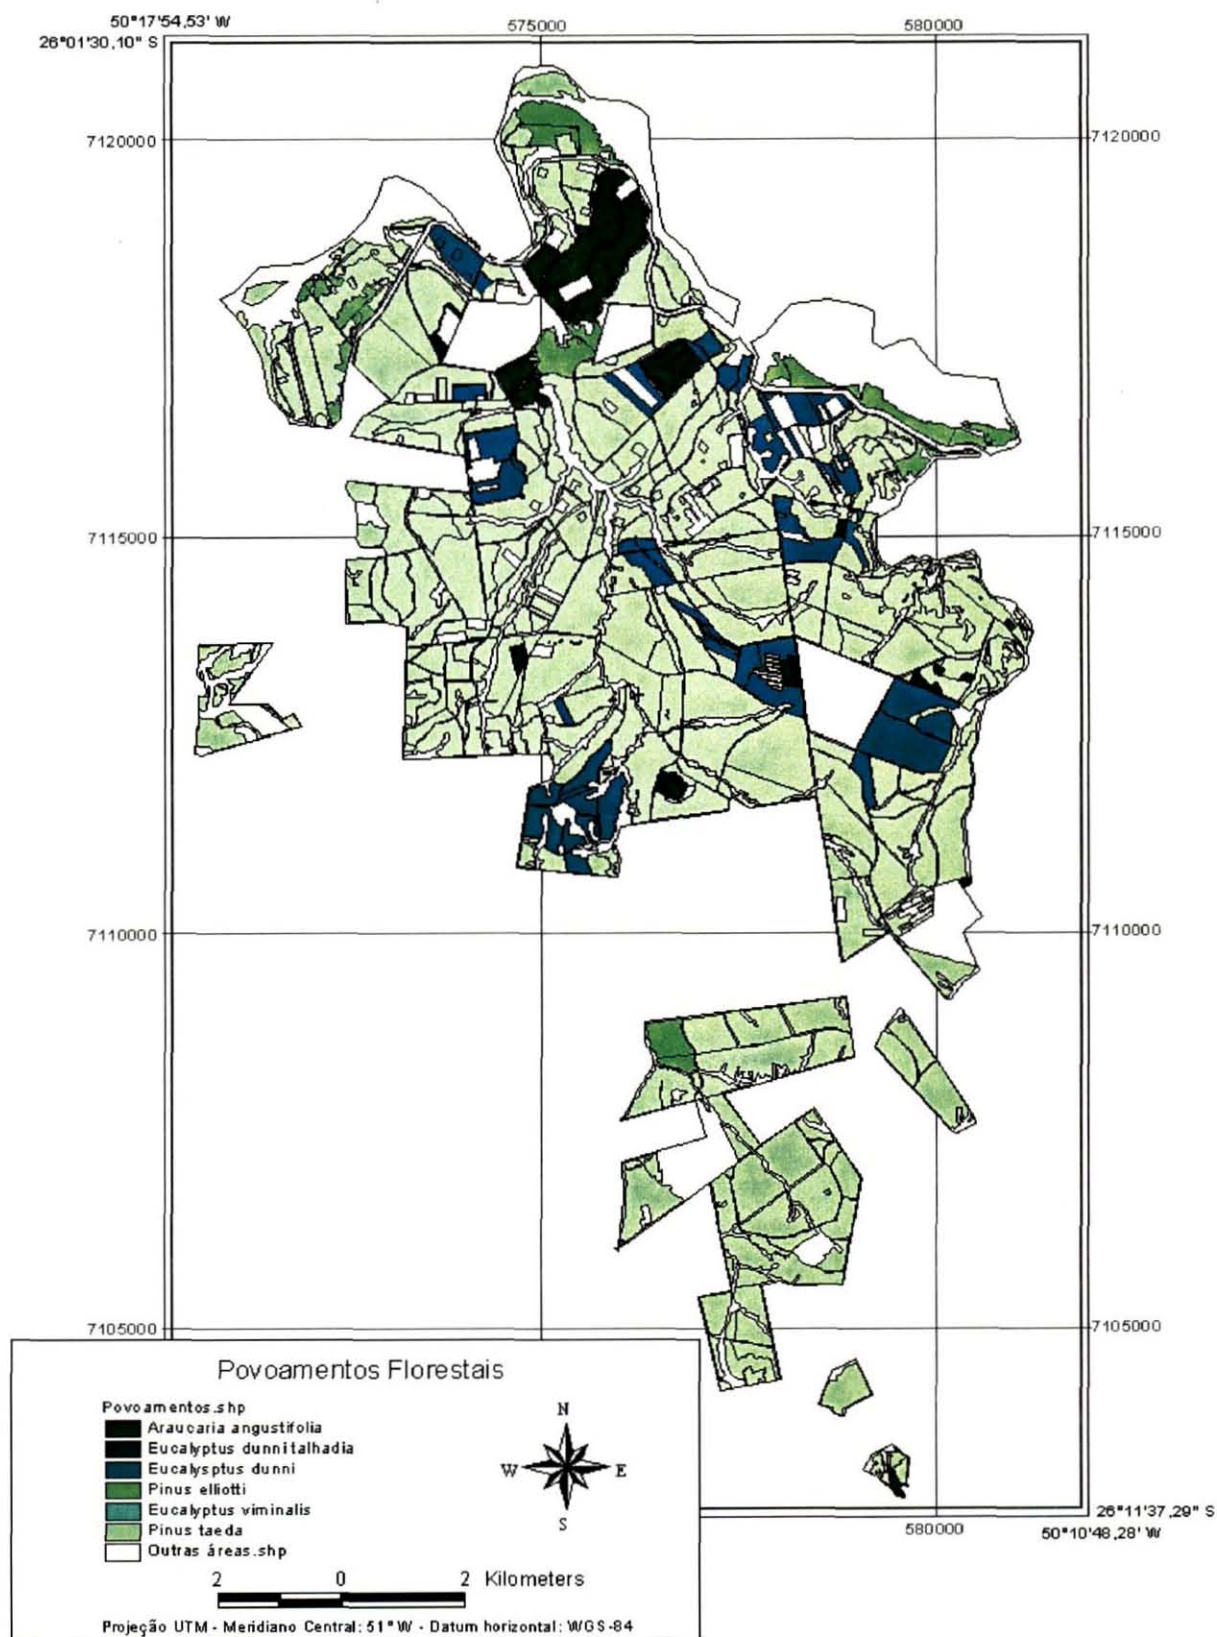 50°17'54,53' W
575000
580000
26°01'30,10" S
7120000
7120000
7115000
7115000
7110000
7110000
7105000
7105000
Povoamentos Florestais
Povoamentos.shp
Araucaria angustifolia
Eucalyptus dunni talhadia
Eucalysptus dunni
Pinus elliotti
Eucalyptus viminalis
Pinus taeda
Outras áreas.shp
N
W
E
S
26°11'37,29" S
580000
50°10'48,28' W
2
0
2
Kilometers
Projeção UTM - Meridiano Central: 51° W - Datum horizontal: WGS-84